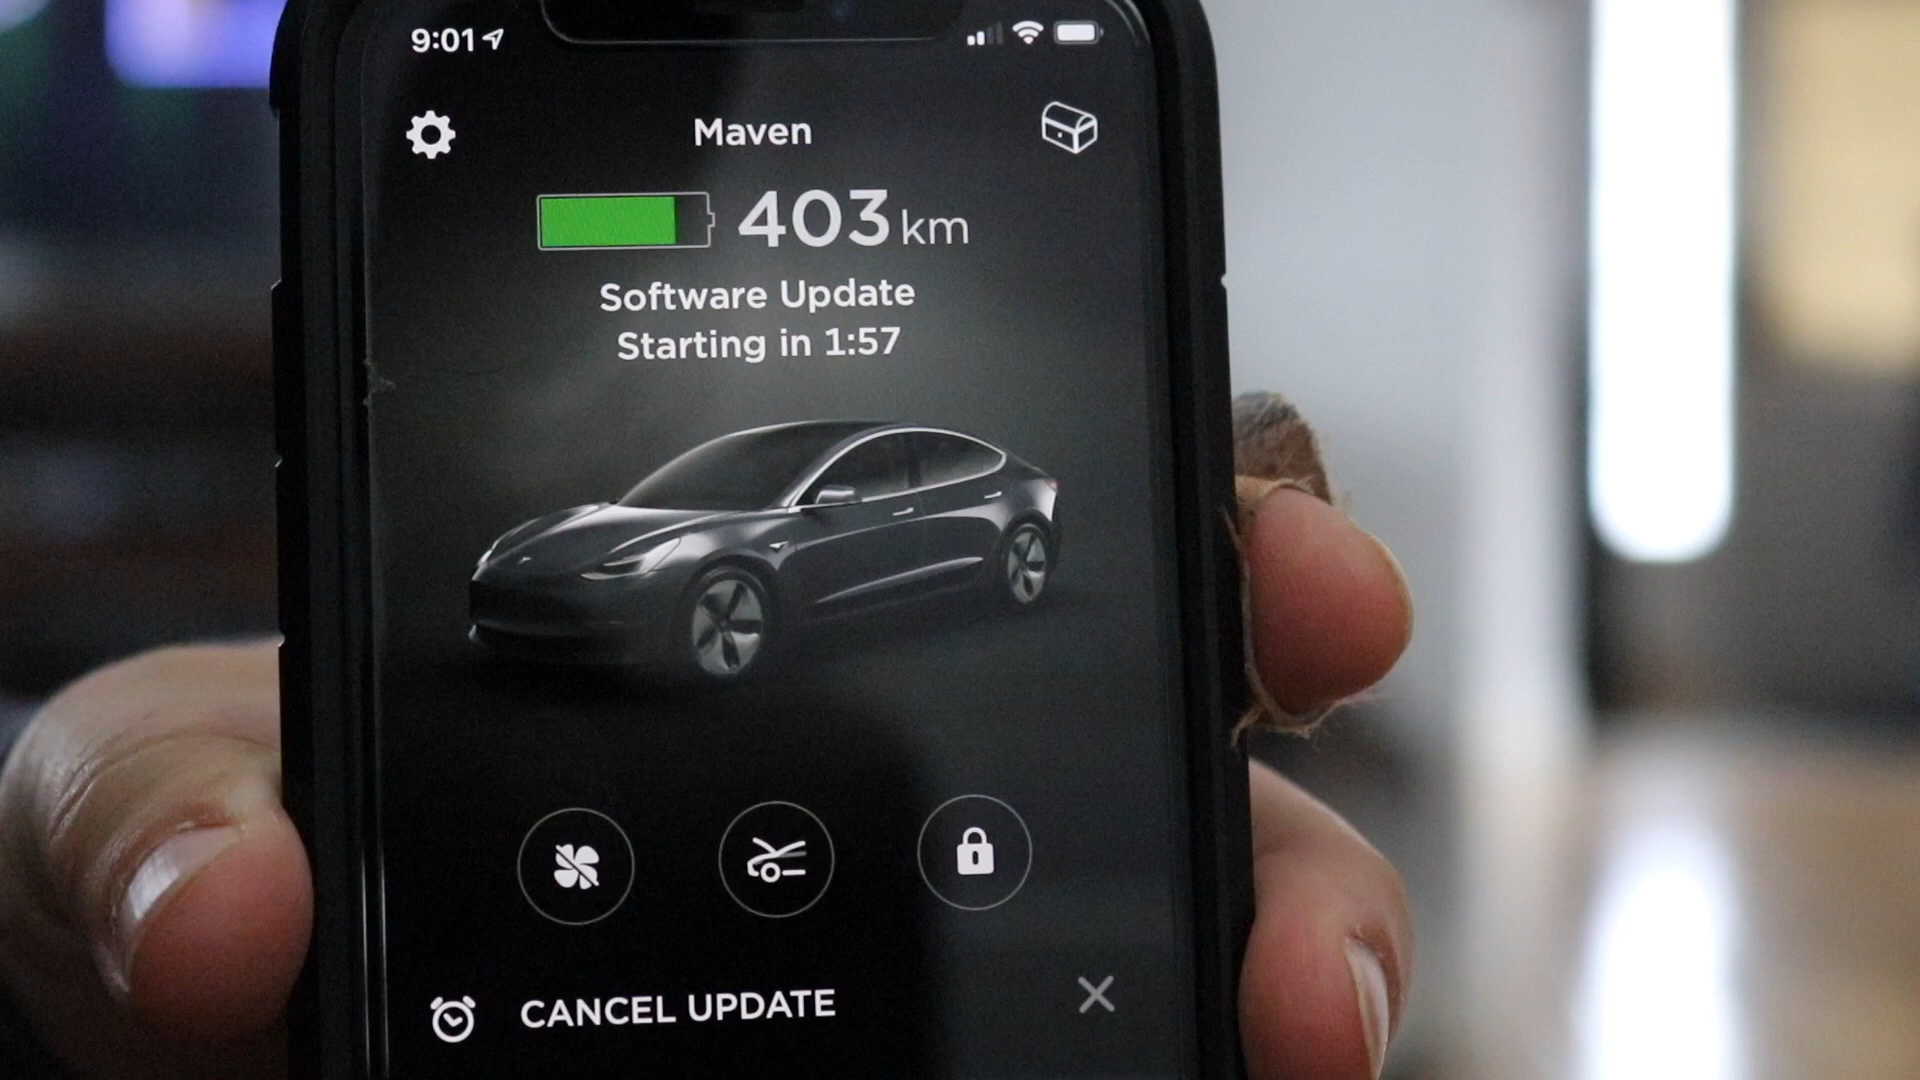 9:01
Maven
403 km
Software Update
Starting in 1:57
CANCEL UPDATE